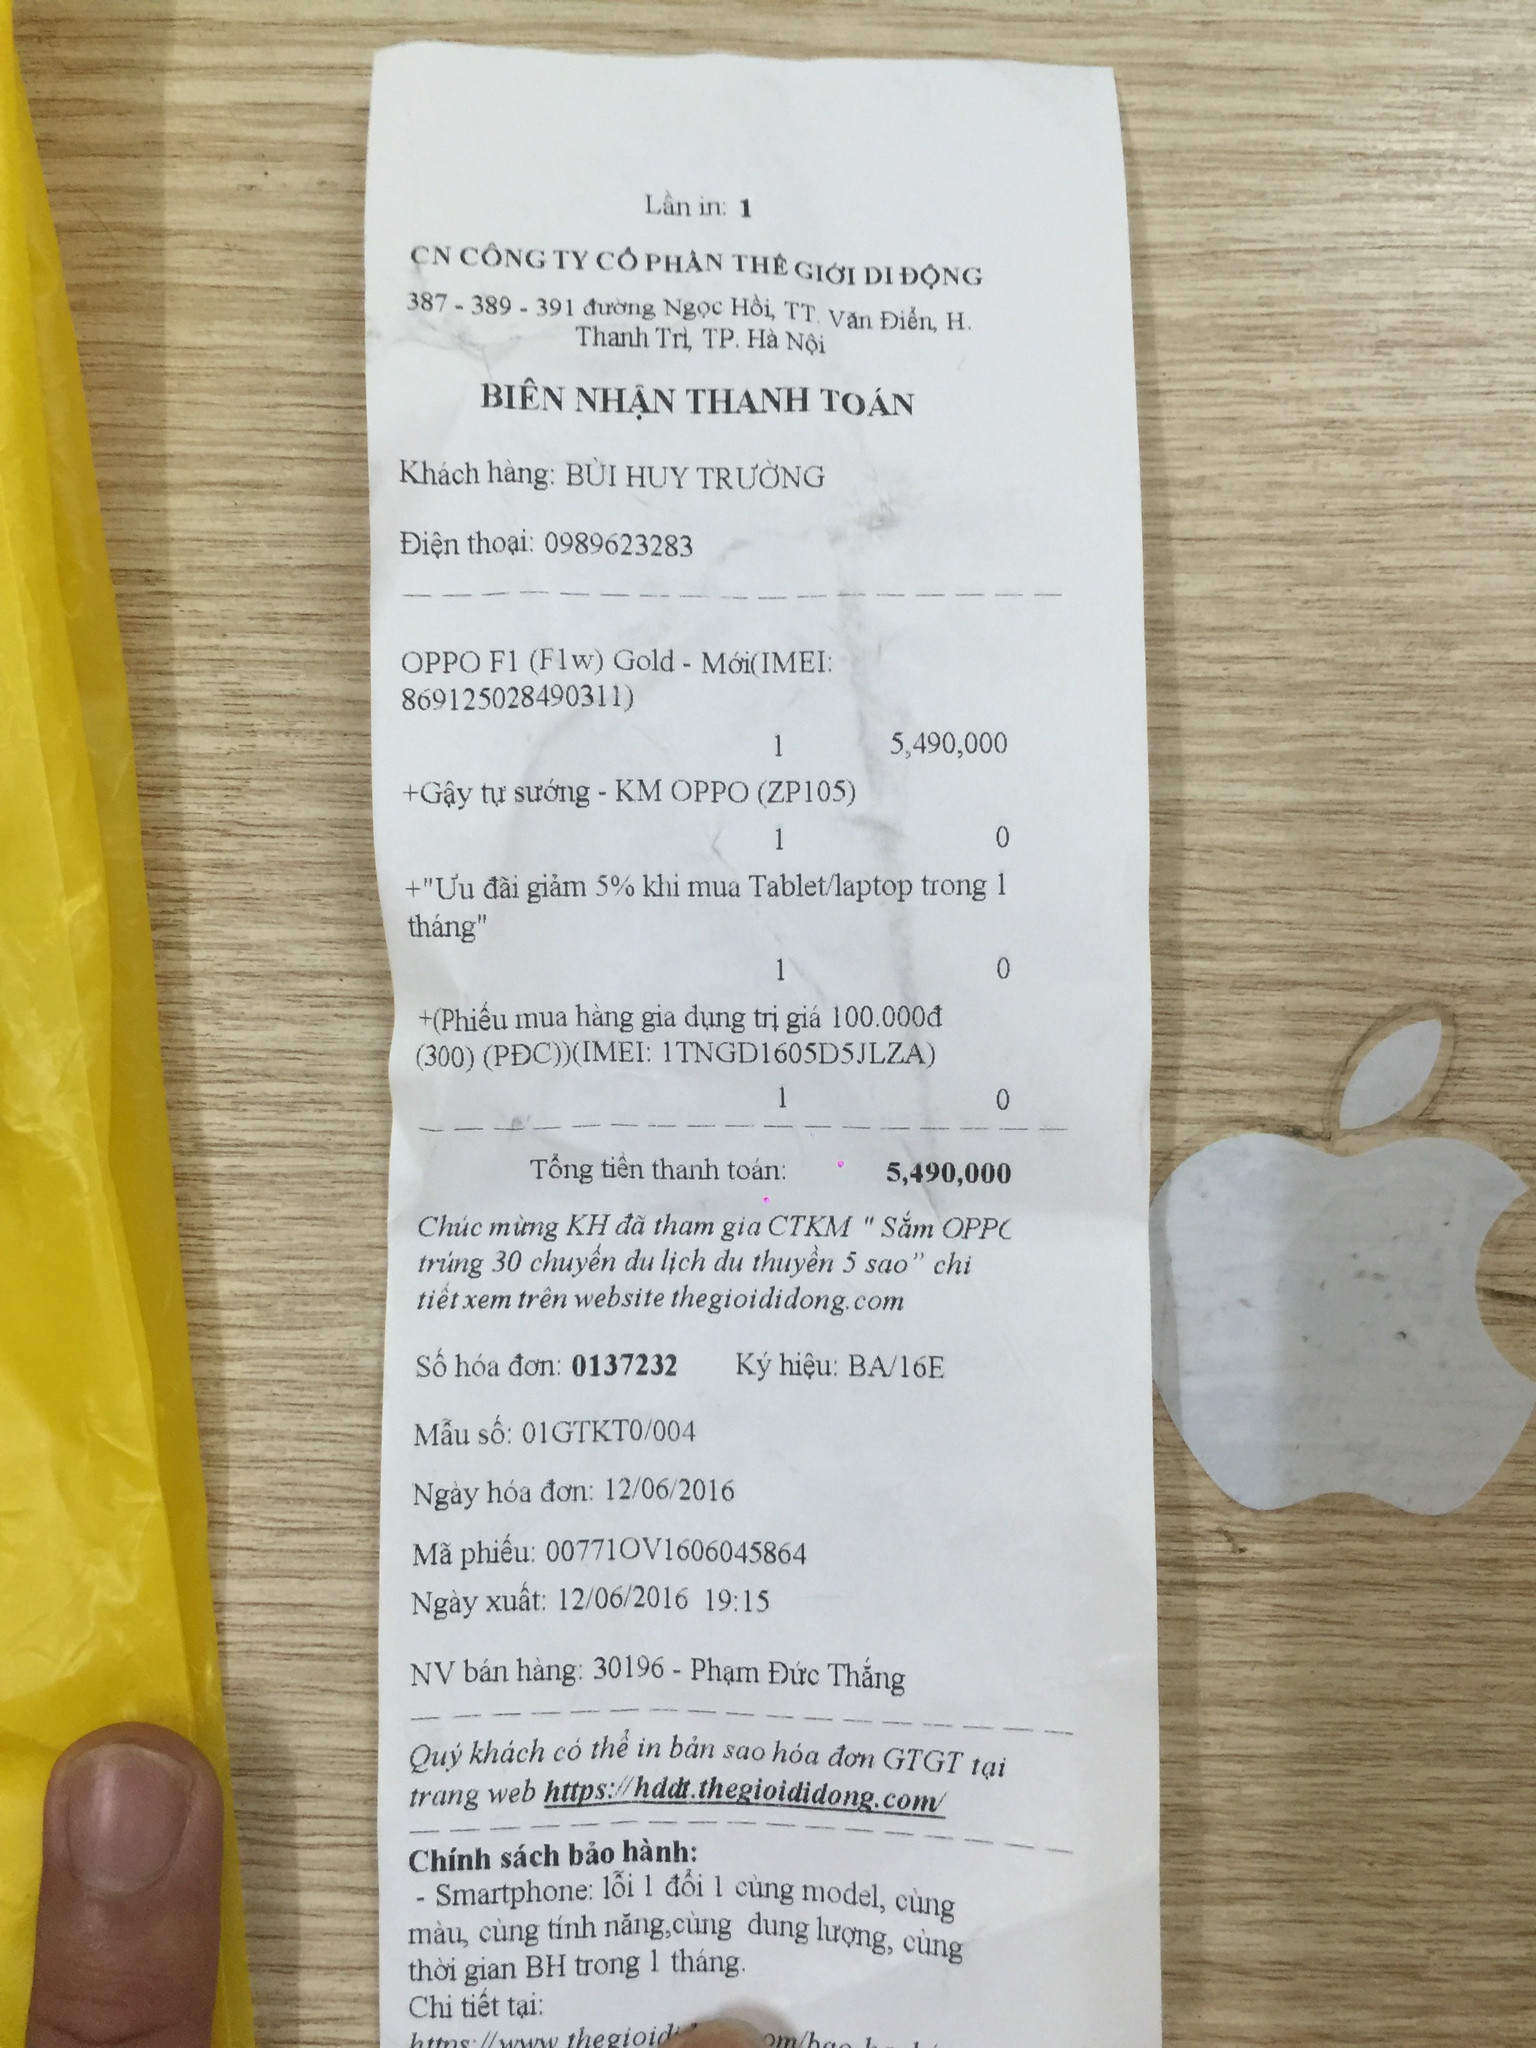 Lần in: 1
CN CÔNG TY CỔ PHẦN THẾ GIỚI DI ĐỘNG
387 - 389 - 391 đường Ngọc Hồi, TT. Văn Điển, H.
Thanh Trì, TP. Hà Nội
BIÊN NHẬN THANH TOÁN
Khách hàng: BÙI HUY TRƯỜNG
Điện thoại: 0989623283
OPPO F1 (F1w) Gold - Mới(IMEI:
869125028490311)
1 5,490,000
+Gậy tự sướng - KM OPPO (ZP105)
1 0
+"Ưu đãi giảm 5% khi mua Tablet/laptop trong 1
tháng"
1 0
+(Phiếu mua hàng gia dụng trị giá 100.000đ
(300) (PĐC))(IMEI: 1TNGD1605D5JLZA)
1 0
Tổng tiền thanh toán: 5,490,000
Chúc mừng KH đã tham gia CTKM " Sắm OPPO
trúng 30 chuyến du lịch du thuyền 5 sao” chi
tiết xem trên website thegioididong.com
Số hóa đơn: 0137232 Ký hiệu: BA/16E
Mẫu số: 01GTKT0/004
Ngày hóa đơn: 12/06/2016
Mã phiếu: 00771OV1606045864
Ngày xuất: 12/06/2016 19:15
NV bán hàng: 30196 - Phạm Đức Thắng
Quý khách có thể in bản sao hóa đơn GTGT tại
trang web https://hddt.thegioididong.com/
Chính sách bảo hành:
- Smartphone: lỗi 1 đổi 1 cùng model, cùng
màu, cùng tính năng,cùng dung lượng, cùng
thời gian BH trong 1 tháng.
Chi tiết tại: